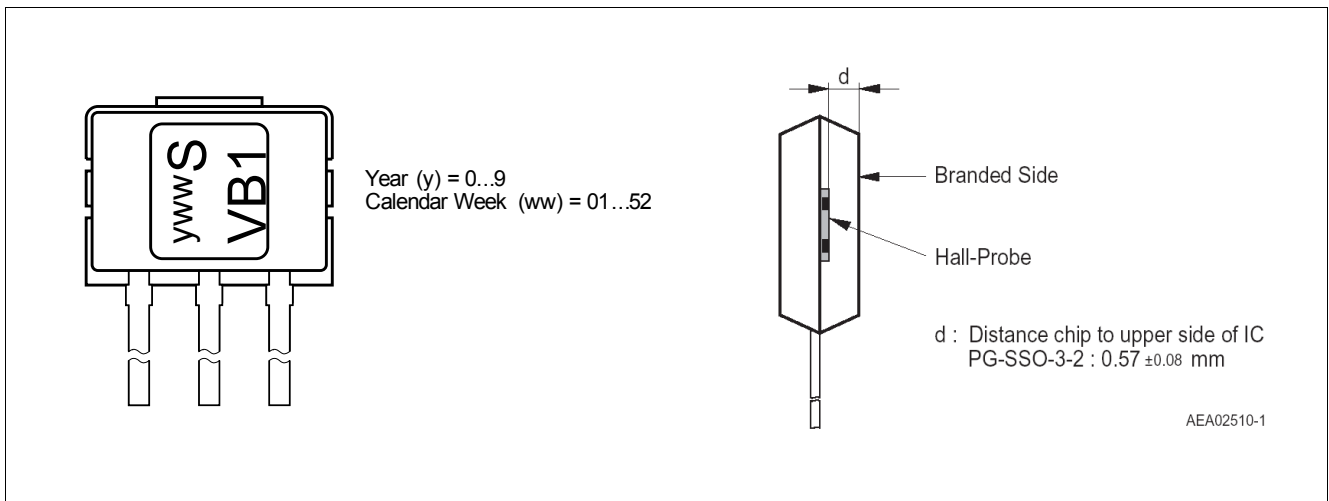 ywwS
VB1
Year (y) = 0...9
Calendar Week (ww) = 01...52
d
Branded Side
Hall-Probe
d : Distance chip to upper side of IC
PG-SSO-3-2 : 0.57 ±0.08 mm
AEA02510-1